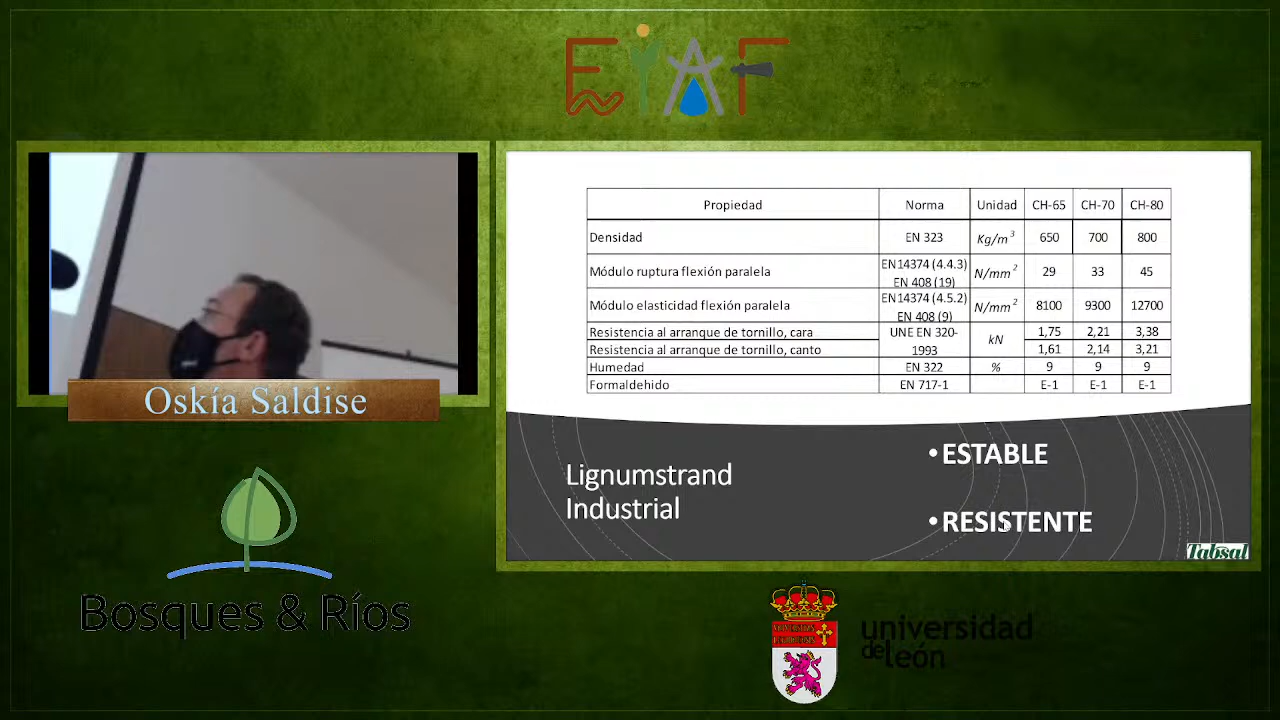 EIAF
Propiedad Norma Unidad CH-65 CH-70 CH-80
Densidad EN 323 Kg/m³ 650 700 800
Módulo ruptura flexión paralela EN14374 (4.4.3) EN 408 (19) N/mm² 29 33 45
Módulo elasticidad flexión paralela EN14374 (4.5.2) EN 408 (9) N/mm² 8100 9300 12700
Resistencia al arranque de tornillo, cara UNE EN 320-1993 kN 1,75 2,21 3,38
Resistencia al arranque de tornillo, canto 1,61 2,14 3,21
Humedad EN 322 % 9 9 9
Formaldehido EN 717-1 E-1 E-1 E-1
Oskía Saldise
Lignumstrand
Industrial
• ESTABLE
• RESISTENTE
Tabsal
Bosques & Ríos
universidad
de león